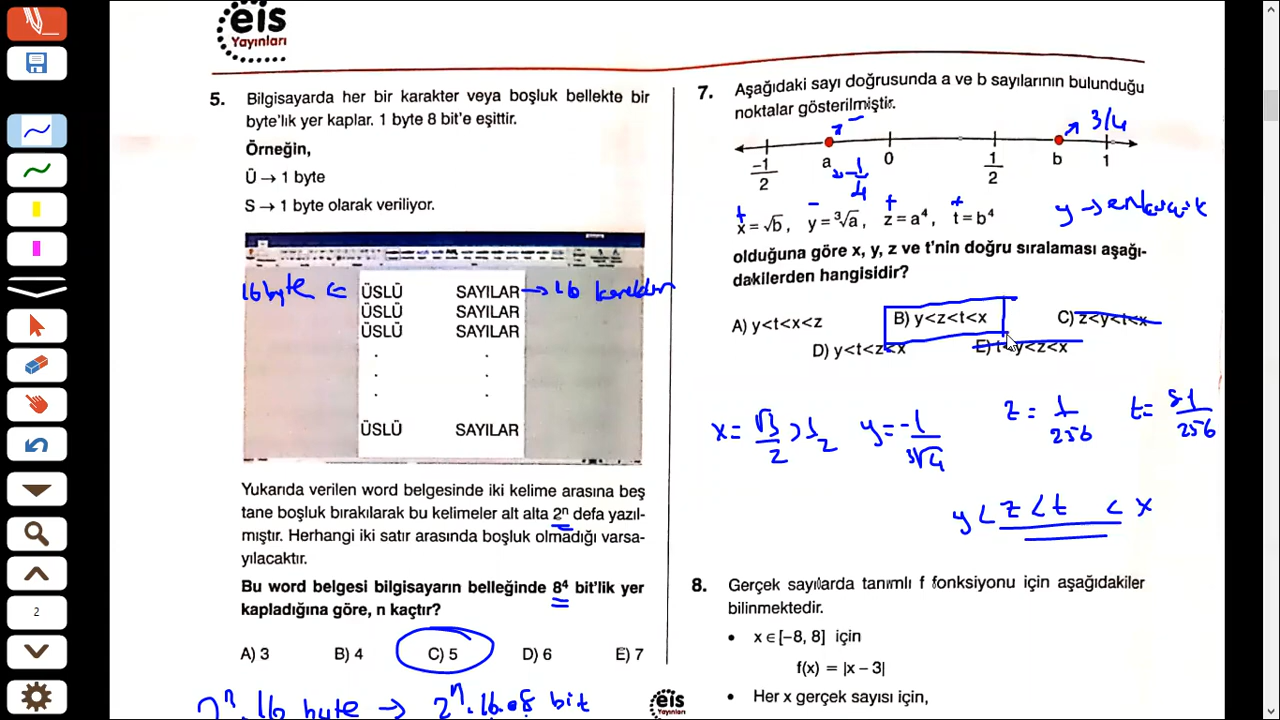 eis
Yayınları
5. Bilgisayarda her bir karakter veya boşluk bellekte bir
byte'lık yer kaplar. 1 byte 8 bit'e eşittir.
Örneğin,
Ü → 1 byte
S → 1 byte olarak veriliyor.
16 byte ← ÜSLÜ SAYILAR → 16 karakter
ÜSLÜ SAYILAR
ÜSLÜ SAYILAR
. .
. .
. .
ÜSLÜ SAYILAR
Yukarıda verilen word belgesinde iki kelime arasına beş
tane boşluk bırakılarak bu kelimeler alt alta 2ⁿ defa yazıl-
mıştır. Herhangi iki satır arasında boşluk olmadığı varsa-
yılacaktır.
Bu word belgesi bilgisayarın belleğinde 8⁴ bit'lik yer
kapladığına göre, n kaçtır?
A) 3 B) 4 C) 5 D) 6 E) 7
2ⁿ.16 byte → 2ⁿ.16.8 bit
eis
7. Aşağıdaki sayı doğrusunda a ve b sayılarının bulunduğu
noktalar gösterilmiştir.
- 3/4
-1/2 a 0 1/2 b 1
-1/4
+ - + +
x = √b, y = ³√a, z = a⁴, t = b⁴
y → en küçük
olduğuna göre x, y, z ve t'nin doğru sıralaması aşağı-
dakilerden hangisidir?
A) y<t<x<z B) y<z<t<x C) z<y<t<x
D) y<t<z<x E) t<y<z<x
x = √3/2 > 1/2 y = -1/³√4 z = 1/256 t = 81/256
y < z < t < x
8. Gerçek sayılarda tanımlı f fonksiyonu için aşağıdakiler
bilinmektedir.
• x ∈ [-8, 8] için
f(x) = |x - 3|
• Her x gerçek sayısı için,
2